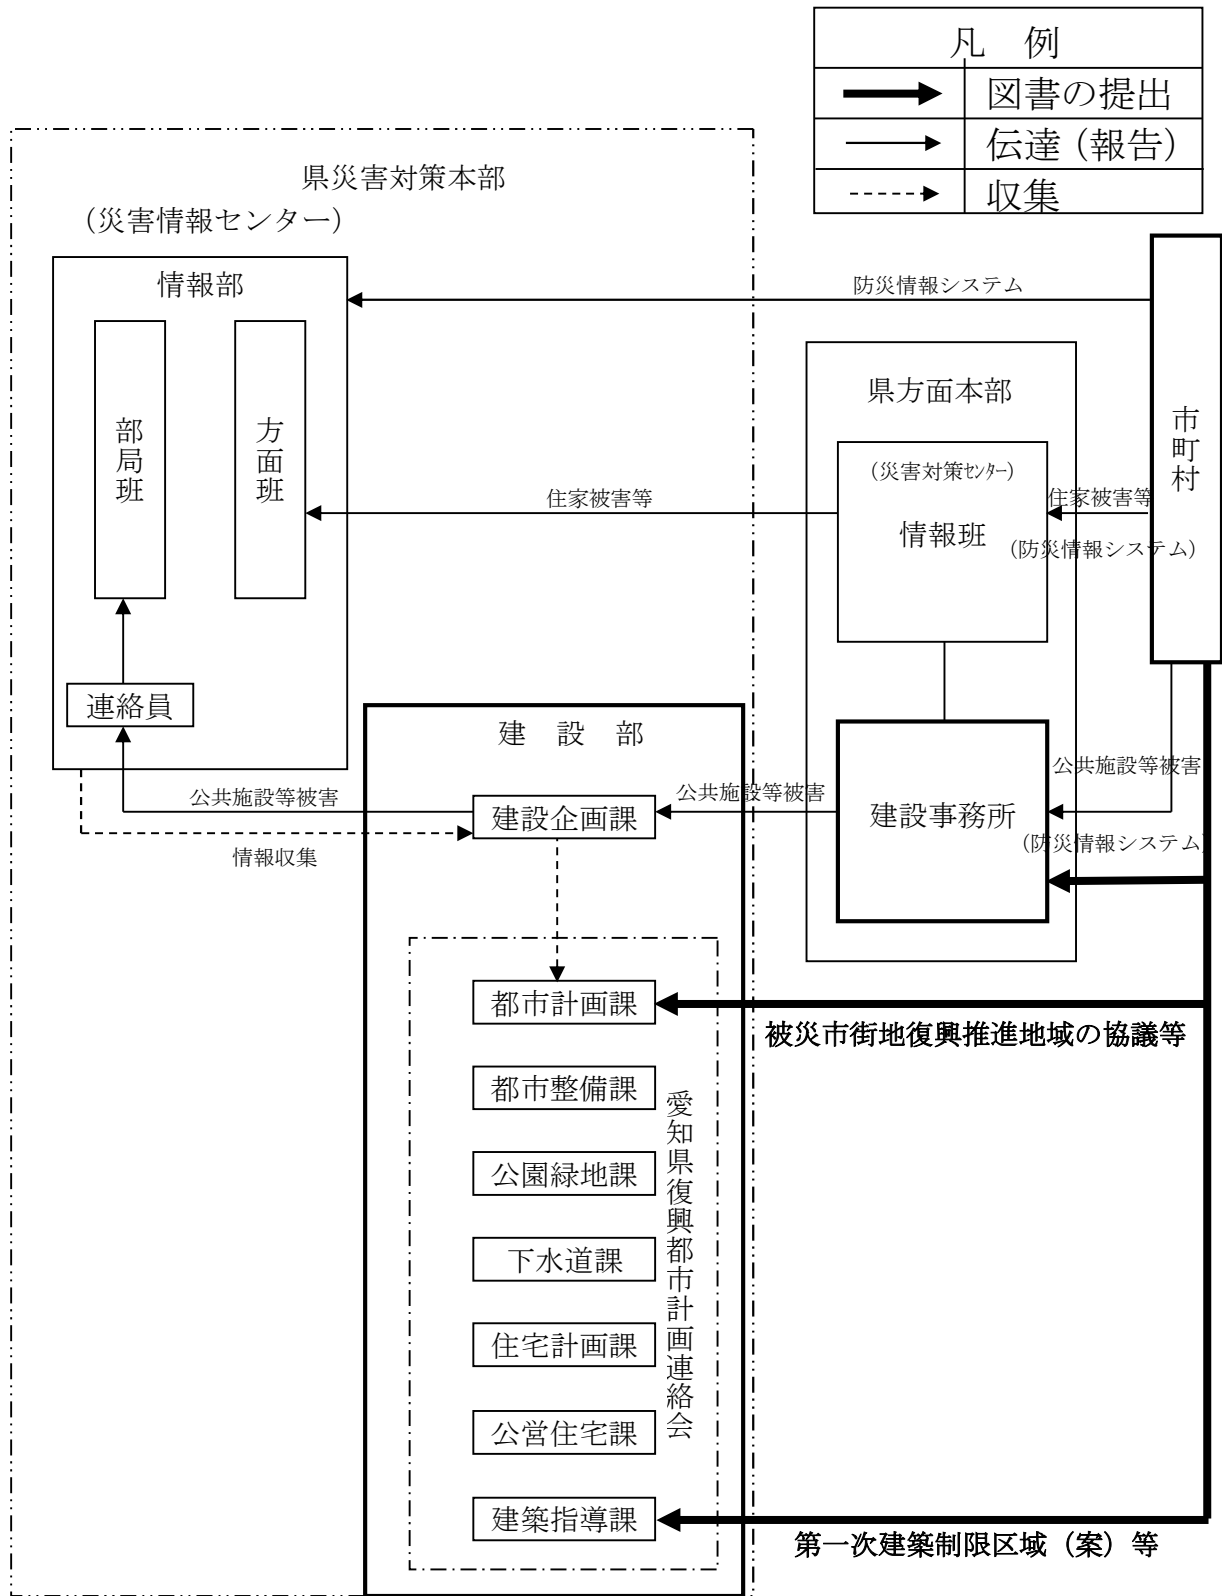 凡 例
図書の提出
伝達（報告）
収集
県災害対策本部
（災害情報センター）
情報部
部局班
方面班
連絡員
防災情報システム
県方面本部
（災害対策ｾﾝﾀｰ）
情報班
市町村
住家被害等
住家被害等
（防災情報システム）
建 設 部
公共施設等被害
建設企画課
公共施設等被害
建設事務所
公共施設等被害
（防災情報システム）
情報収集
都市計画課
被災市街地復興推進地域の協議等
都市整備課
公園緑地課
下水道課
住宅計画課
公営住宅課
建築指導課
愛知県復興都市計画連絡会
第一次建築制限区域（案）等